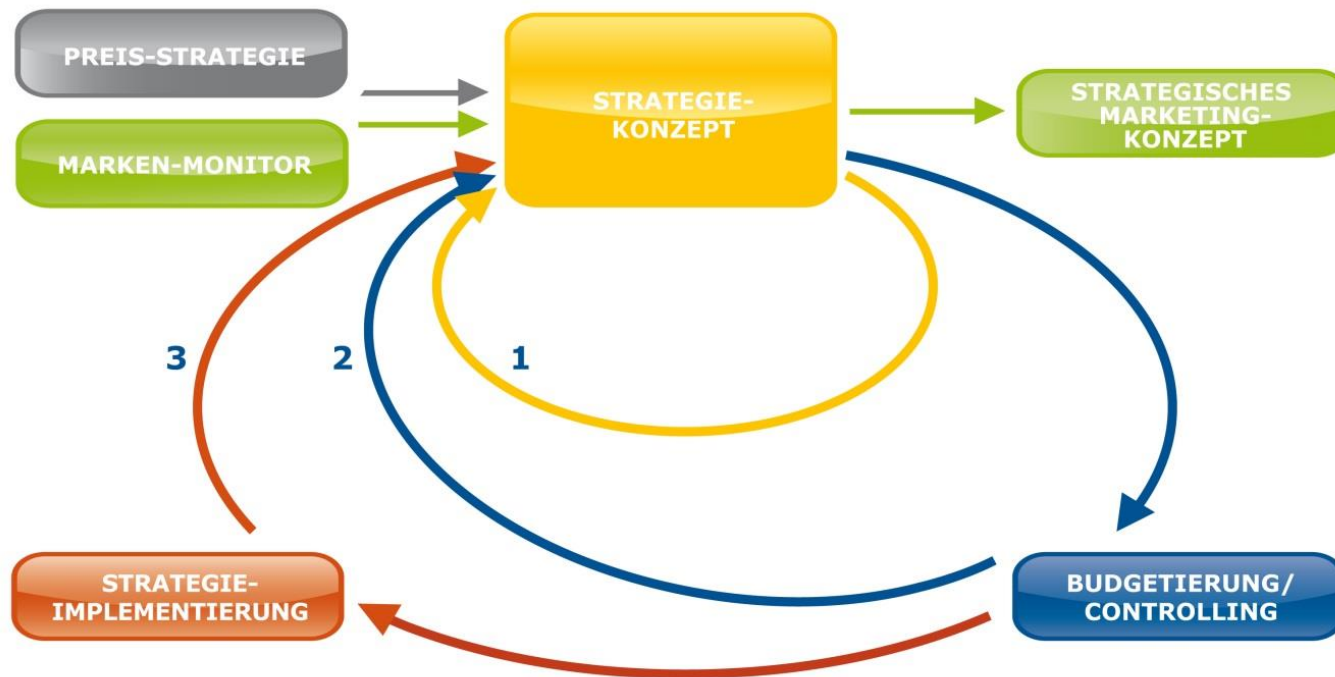 PREIS-STRATEGIE
MARKEN-MONITOR
STRATEGIE-
KONZEPT
STRATEGISCHES
MARKETING-
KONZEPT
3
2
1
STRATEGIE-
IMPLEMENTIERUNG
BUDGETIERUNG/
CONTROLLING